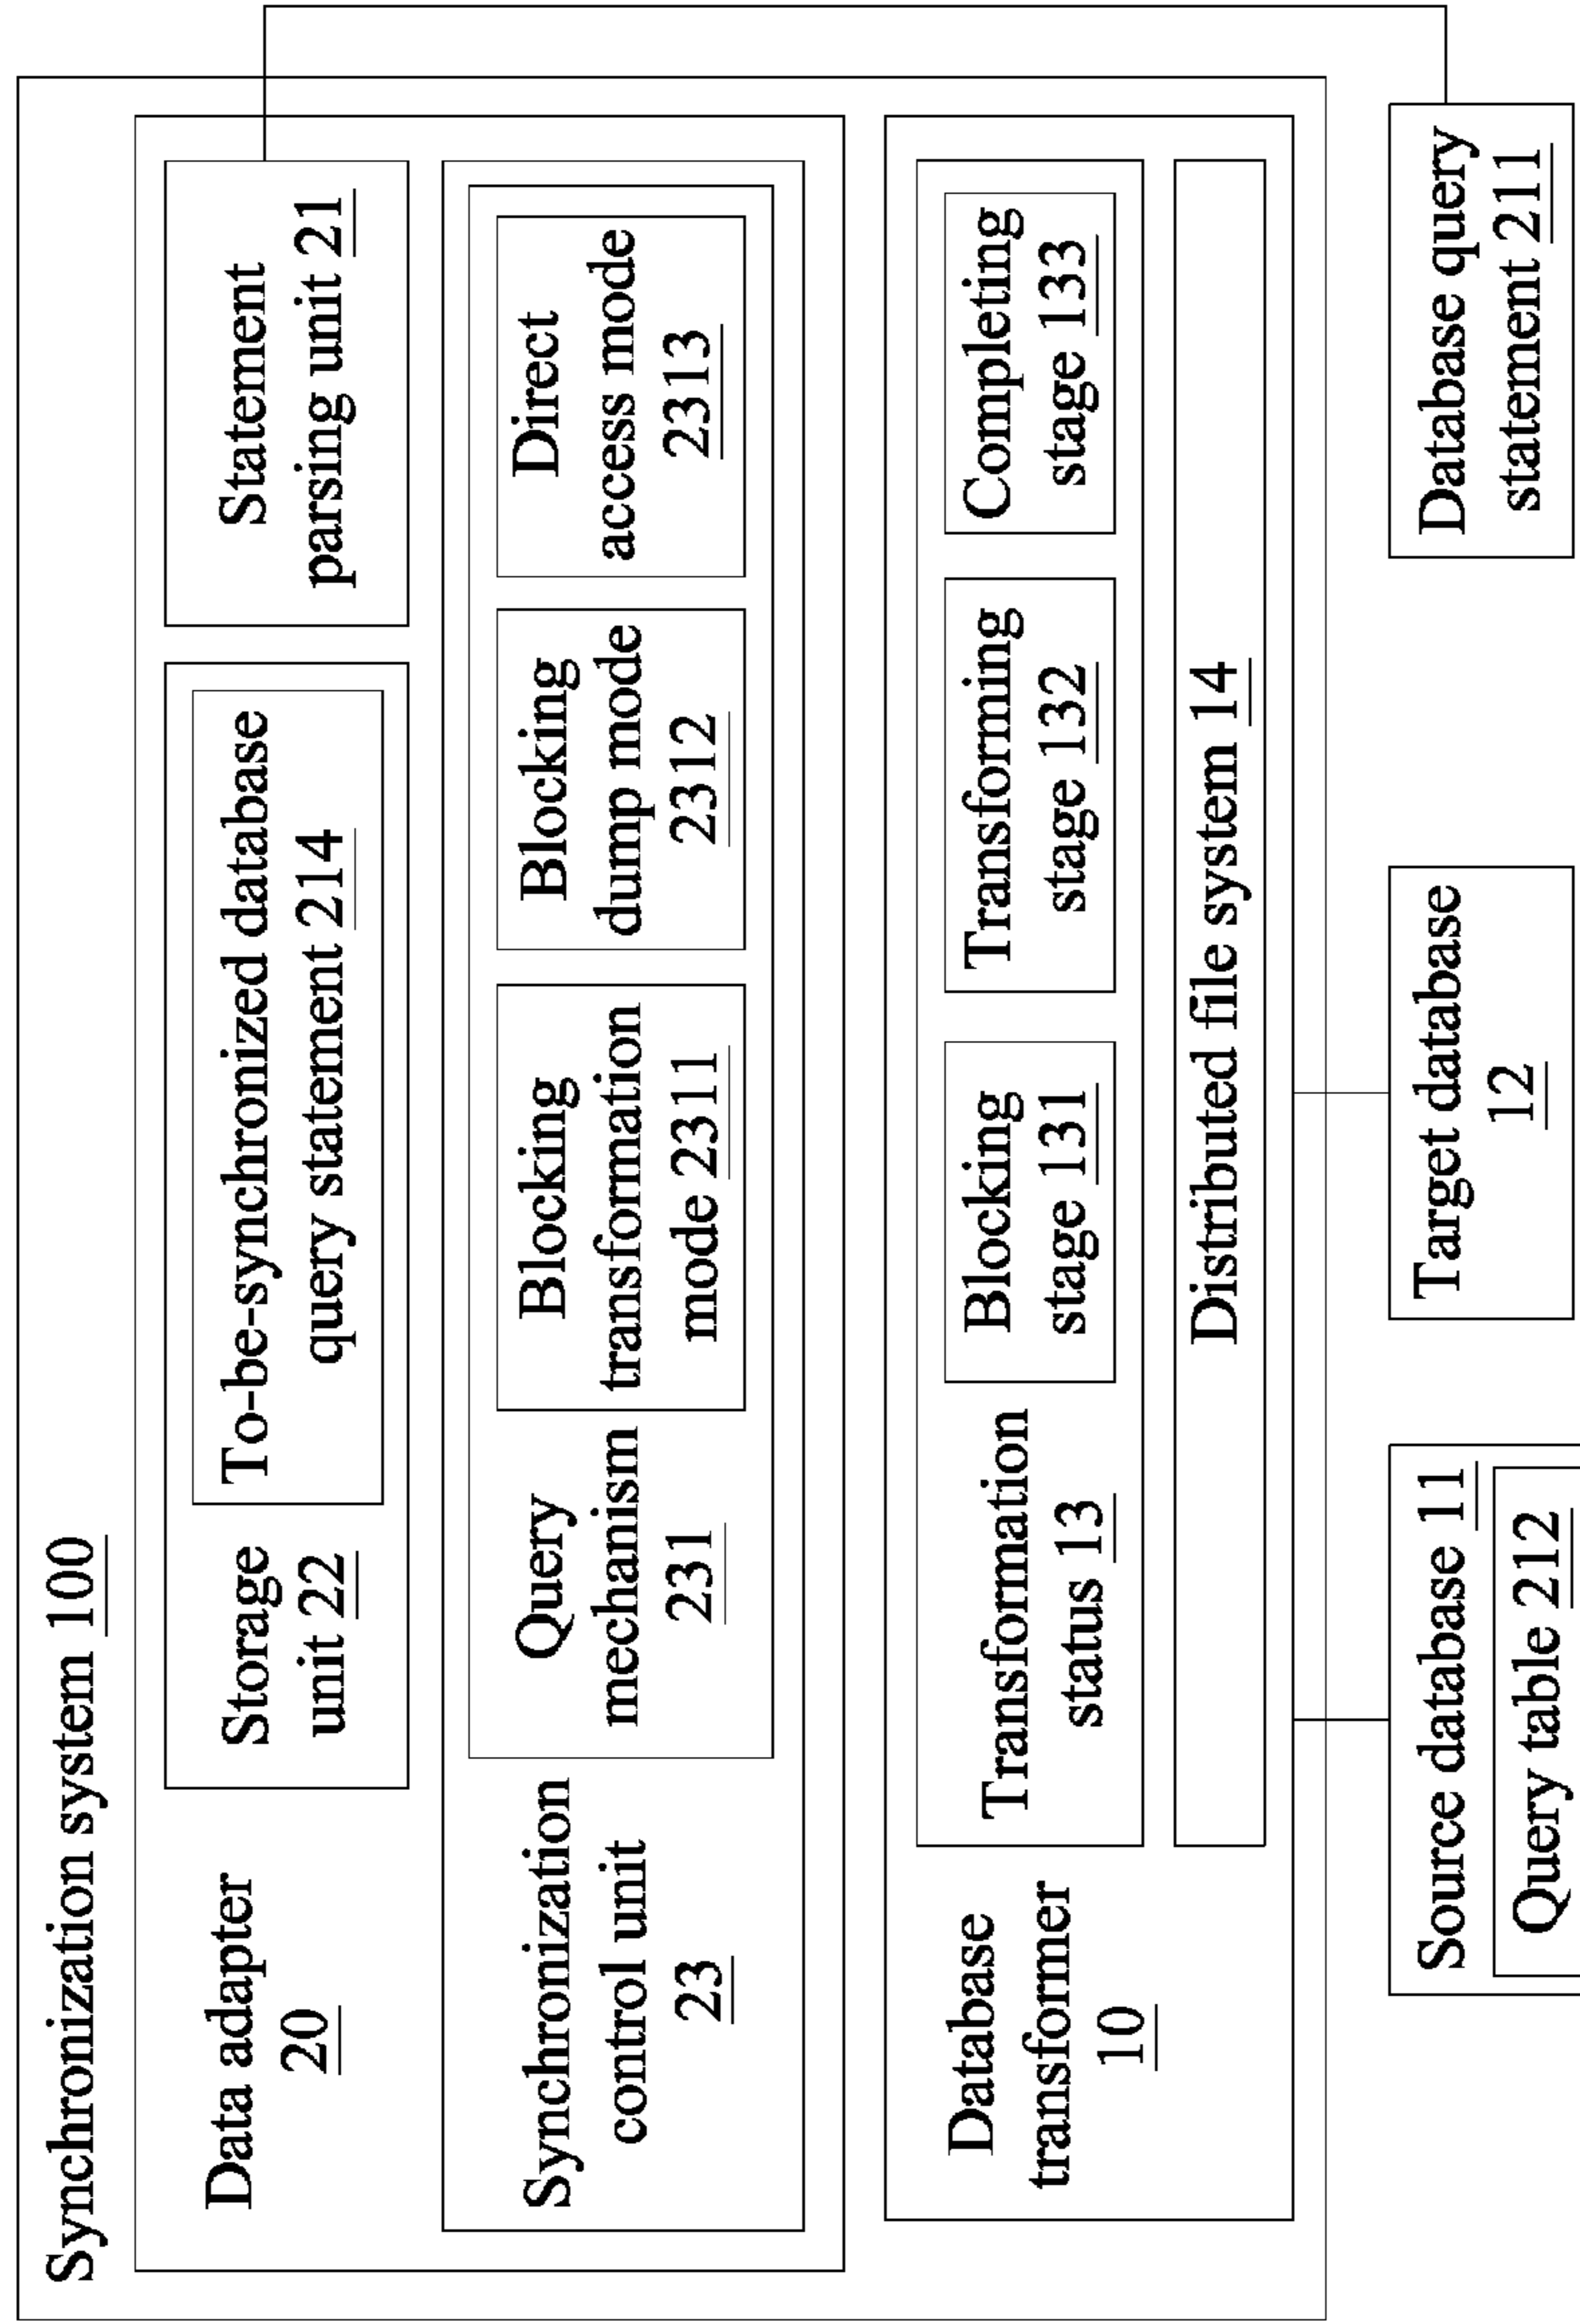 Synchronization system 100
Data adapter
20
Storage
unit 22
To-be-synchronized database
query statement 214
Statement
parsing unit 21
Synchronization
control unit
23
Query
mechanism
231
Blocking
transformation
mode 2311
Blocking
dump mode
2312
Direct
access mode
2313
Database
transformer
10
Transformation
status 13
Blocking
stage 131
Transforming
stage 132
Completing
stage 133
Distributed file system 14
Source database 11
Query table 212
Target database
12
Database query
statement 211